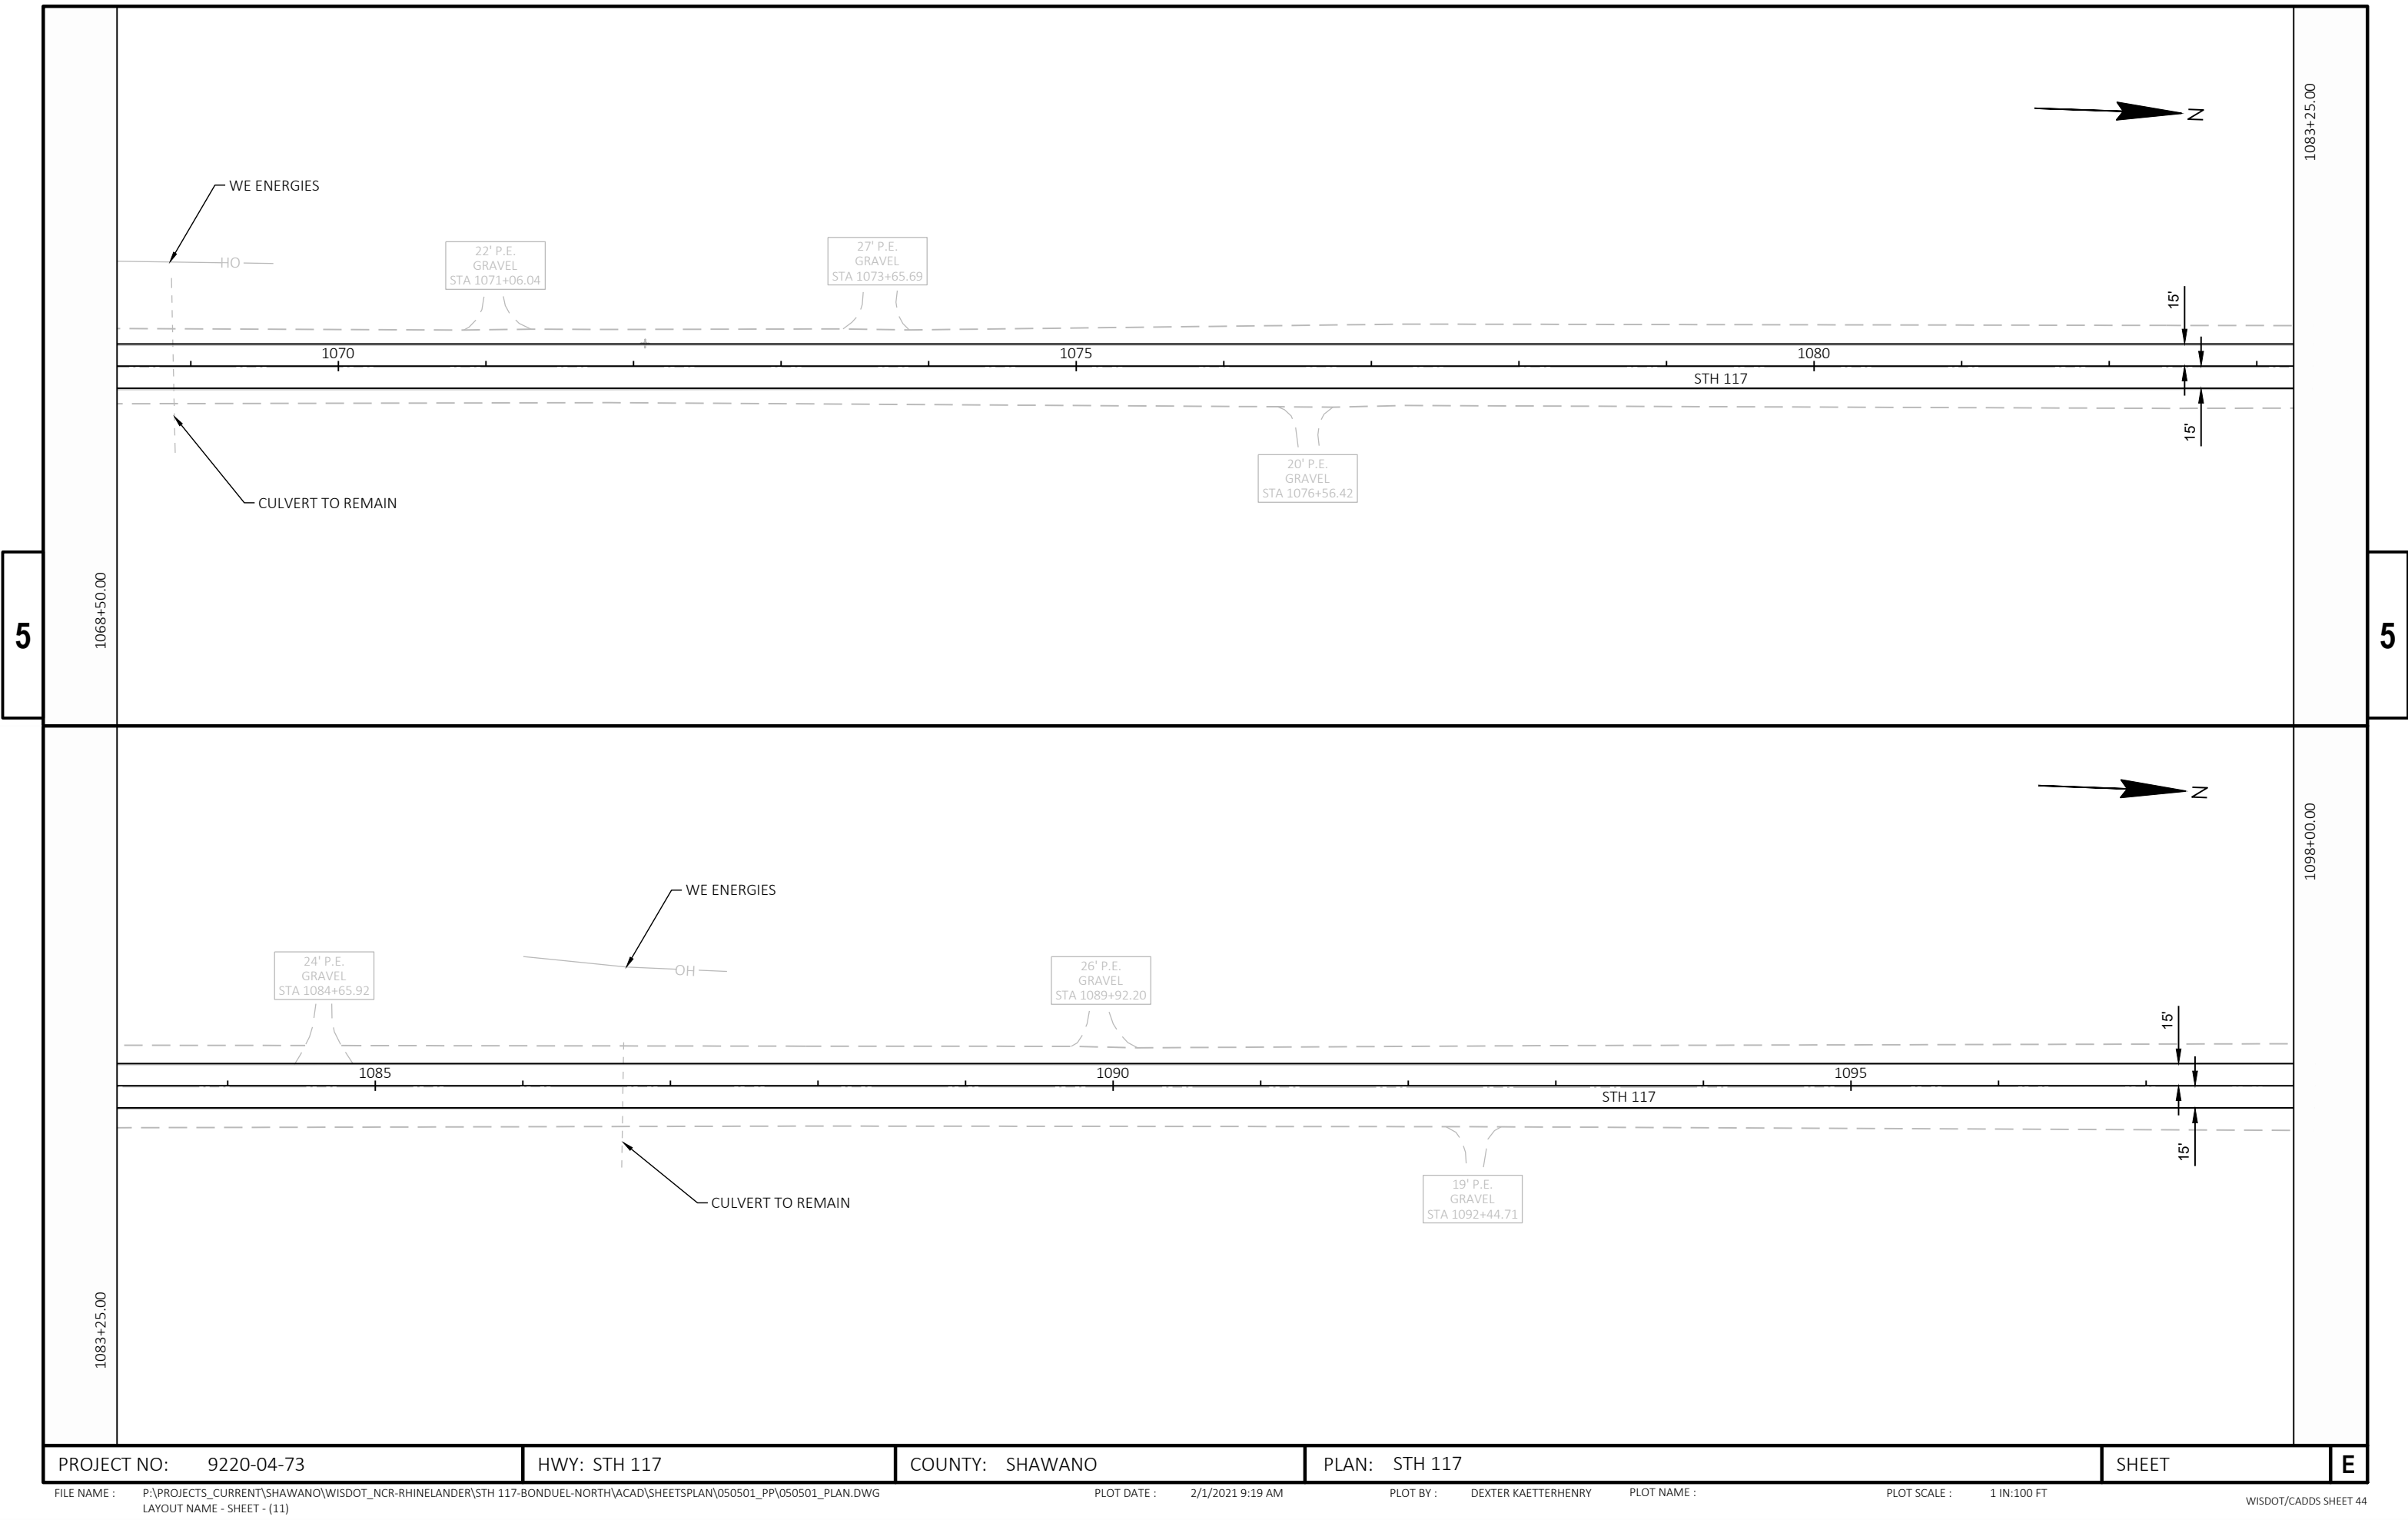 1083+25.00
N
WE ENERGIES
OH
22' P.E.
GRAVEL
STA 1071+06.04
27' P.E.
GRAVEL
STA 1073+65.69
15'
1070
1075
1080
STH 117
15'
20' P.E.
GRAVEL
STA 1076+56.42
CULVERT TO REMAIN
1068+50.00
5
5
N
1098+00.00
WE ENERGIES
OH
24' P.E.
GRAVEL
STA 1084+65.92
26' P.E.
GRAVEL
STA 1089+92.20
15'
1085
1090
1095
STH 117
15'
19' P.E.
GRAVEL
STA 1092+44.71
CULVERT TO REMAIN
1083+25.00
PROJECT NO: 9220-04-73
HWY: STH 117
COUNTY: SHAWANO
PLAN: STH 117
SHEET
E
FILE NAME : P:\PROJECTS_CURRENT\SHAWANO\WISDOT_NCR-RHINELANDER\STH 117-BONDUEL-NORTH\ACAD\SHEETSPLAN\050501_PP\050501_PLAN.DWG
LAYOUT NAME - SHEET - (11)
PLOT DATE : 2/1/2021 9:19 AM
PLOT BY : DEXTER KAETTERHENRY
PLOT NAME :
PLOT SCALE : 1 IN:100 FT
WISDOT/CADDS SHEET 44